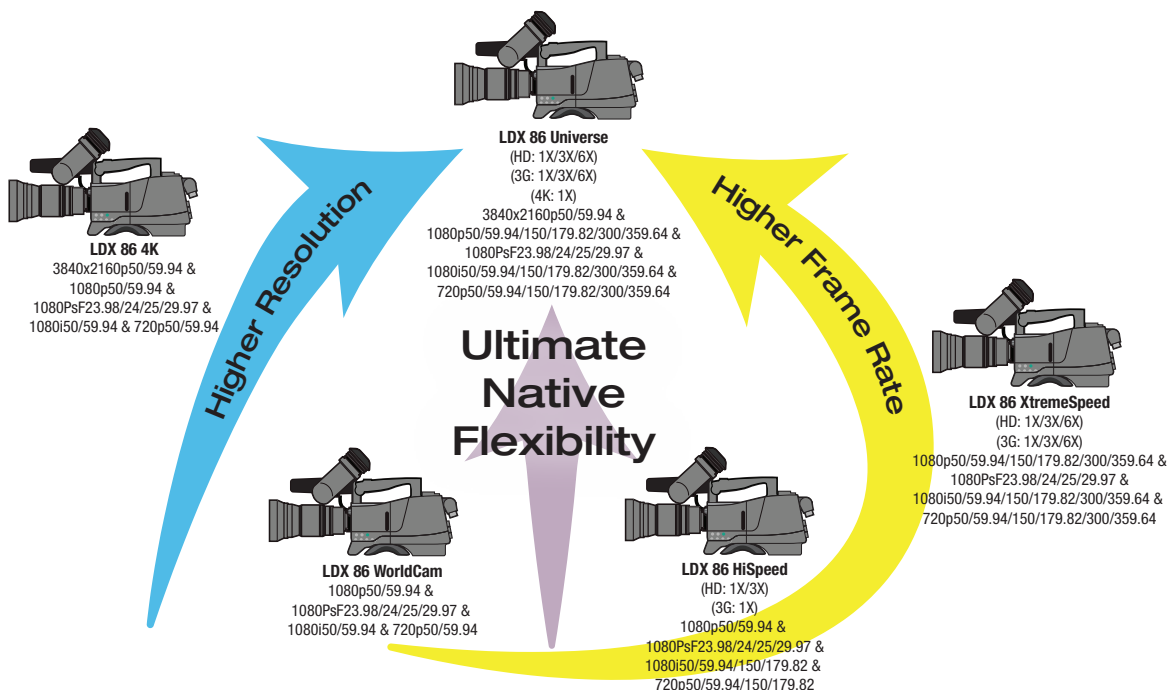 LDX 86 Universe
(HD: 1X/3X/6X)
(3G: 1X/3X/6X)
(4K: 1X)
3840x2160p50/59.94 &
1080p50/59.94/150/179.82/300/359.64 &
1080PsF23.98/24/25/29.97 &
1080i50/59.94/150/179.82/300/359.64 &
720p50/59.94/150/179.82/300/359.64
LDX 86 4K
3840x2160p50/59.94 &
1080p50/59.94 &
1080PsF23.98/24/25/29.97 &
1080i50/59.94 & 720p50/59.94
Higher Resolution
Ultimate
Native
Flexibility
Higher Frame Rate
LDX 86 XtremeSpeed
(HD: 1X/3X/6X)
(3G: 1X/3X/6X)
1080p50/59.94/150/179.82/300/359.64 &
1080PsF23.98/24/25/29.97 &
1080i50/59.94/150/179.82/300/359.64 &
720p50/59.94/150/179.82/300/359.64
LDX 86 WorldCam
1080p50/59.94 &
1080PsF23.98/24/25/29.97 &
1080i50/59.94 & 720p50/59.94
LDX 86 HiSpeed
(HD: 1X/3X)
(3G: 1X)
1080p50/59.94 &
1080PsF23.98/24/25/29.97 &
1080i50/59.94/150/179.82 &
720p50/59.94/150/179.82